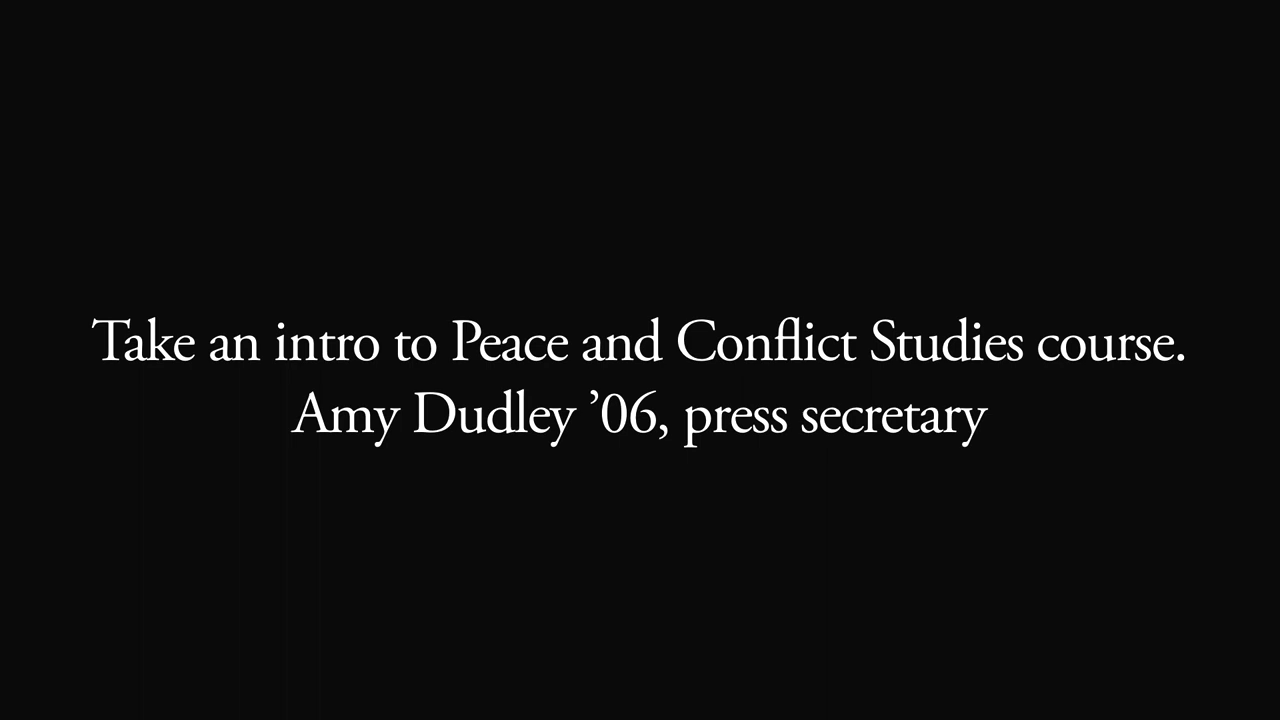 Take an intro to Peace and Conflict Studies course.
Amy Dudley ’06, press secretary